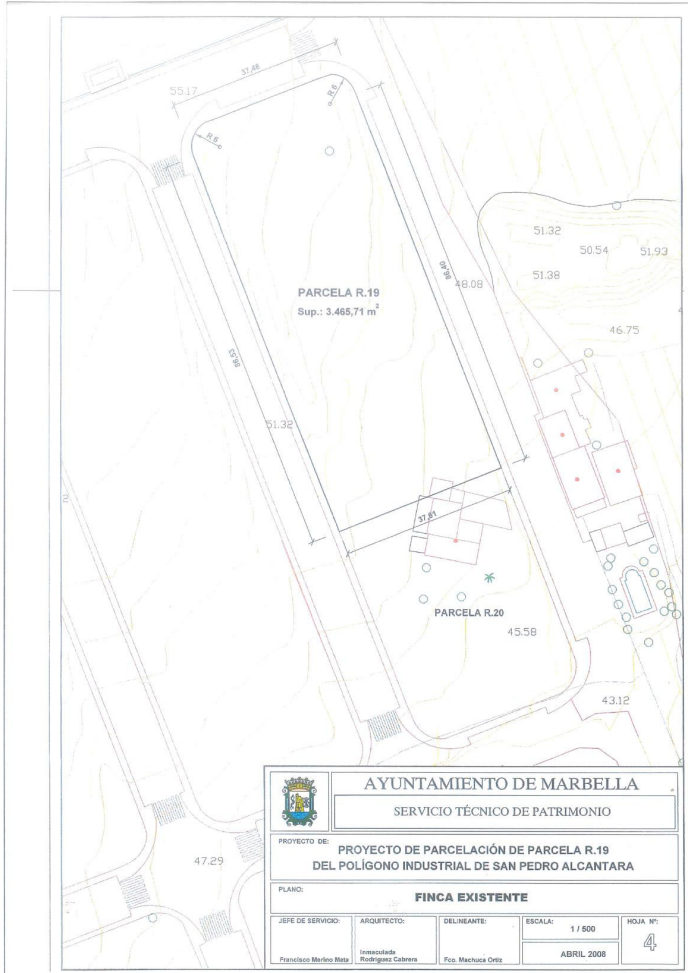 37,48
55.17
R 6
R 6
51.32
50.54
51.93
51.38
48.08
46.75
PARCELA R.19
Sup.: 3.465,71 m²
51.32
37,81
PARCELA R.20
45.58
43.12
47.29
AYUNTAMIENTO DE MARBELLA
SERVICIO TÉCNICO DE PATRIMONIO
PROYECTO DE:
PROYECTO DE PARCELACIÓN DE PARCELA R.19
DEL POLÍGONO INDUSTRIAL DE SAN PEDRO ALCANTARA
PLANO:
FINCA EXISTENTE
JEFE DE SERVICIO:
Francisco Merino Mata
ARQUITECTO:
Inmaculada
Rodríguez Cabrera
DELINEANTE:
Fco. Machuca Ortiz
ESCALA:
1 / 500
ABRIL 2008
HOJA Nº:
4